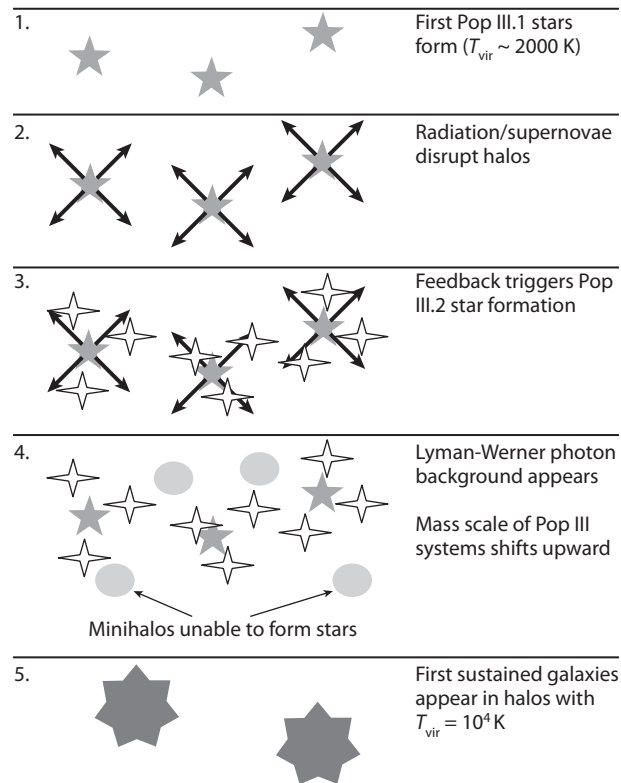 1.
First Pop III.1 stars
form (Tvir ~ 2000 K)
2.
Radiation/supernovae
disrupt halos
3.
Feedback triggers Pop
III.2 star formation
4.
Lyman-Werner photon
background appears
Mass scale of Pop III
systems shifts upward
Minihalos unable to form stars
5.
First sustained galaxies
appear in halos with
Tvir = 10⁴ K